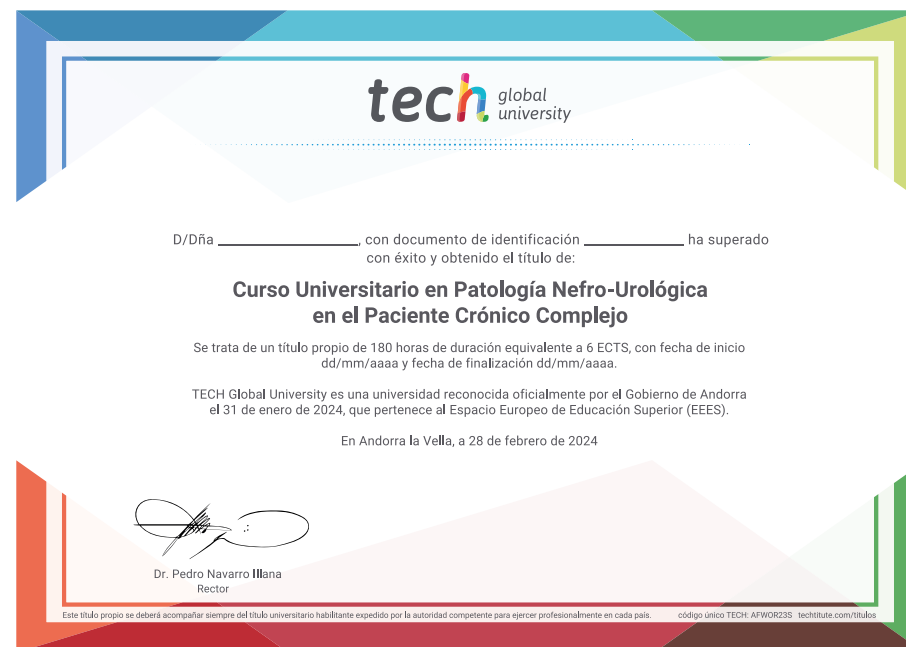 tech global university
D/Dña ____________________, con documento de identificación ______________ ha superado
con éxito y obtenido el título de:
Curso Universitario en Patología Nefro-Urológica
en el Paciente Crónico Complejo
Se trata de un título propio de 180 horas de duración equivalente a 6 ECTS, con fecha de inicio
dd/mm/aaaa y fecha de finalización dd/mm/aaaa.
TECH Global University es una universidad reconocida oficialmente por el Gobierno de Andorra
el 31 de enero de 2024, que pertenece al Espacio Europeo de Educación Superior (EEES).
En Andorra la Vella, a 28 de febrero de 2024
Dr. Pedro Navarro Illana
Rector
Este título propio se deberá acompañar siempre del título universitario habilitante expedido por la autoridad competente para ejercer profesionalmente en cada país. código único TECH: AFWOR23S techtitute.com/titulos